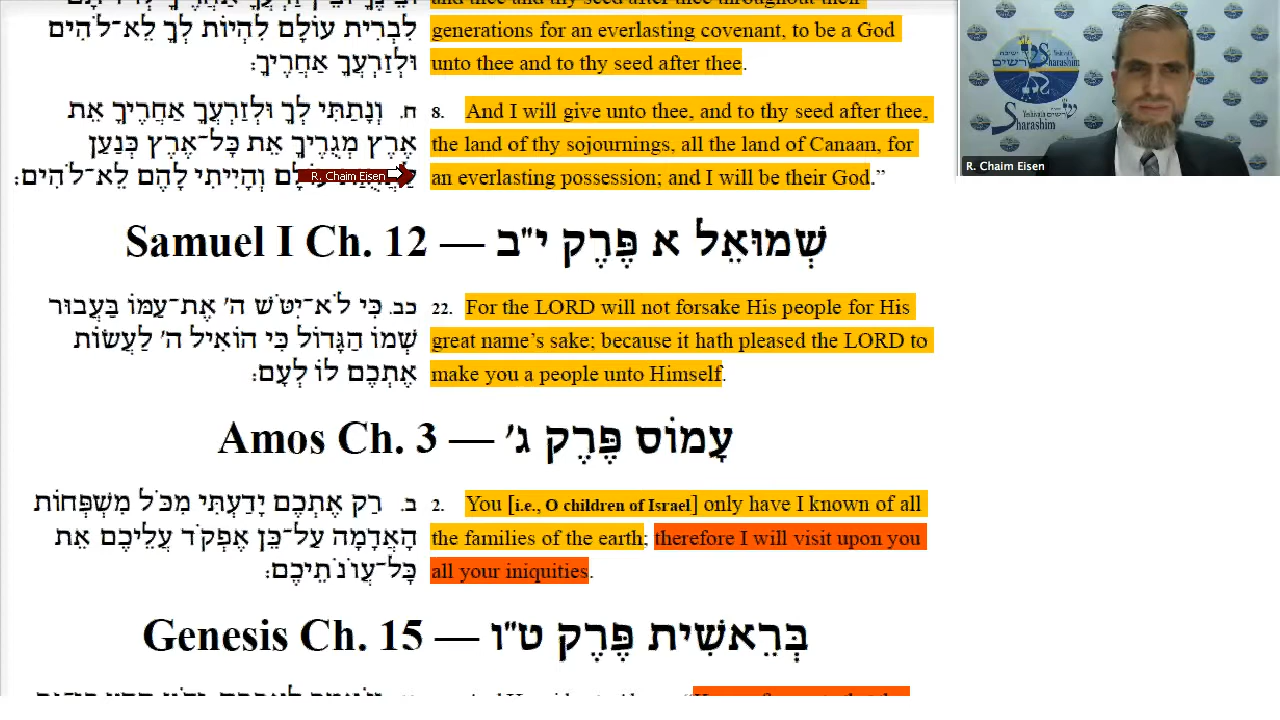 generations for an everlasting covenant, to be a God
לִבְרִית עוֹלָם לִהְיוֹת לְךָ לֵא־לֹהִים
unto thee and to thy seed after thee.
וּלְזַרְעֲךָ אַחֲרֶיךָ:
8. And I will give unto thee, and to thy seed after thee,
ח. וְנָתַתִּי לְךָ וּלְזַרְעֲךָ אַחֲרֶיךָ אֵת
the land of thy sojournings, all the land of Canaan, for
אֶרֶץ מְגֻרֶיךָ אֵת כָּל־אֶרֶץ כְּנַעַן
an everlasting possession; and I will be their God.”
וְהָיִיתִי לָהֶם לֵא־לֹהִים:
R. Chaim Eisen
Samuel I Ch. 12 — שְׁמוּאֵל א פֶּרֶק י"ב
22. For the LORD will not forsake His people for His
כב. כִּי לֹא־יִטֹּשׁ ה' אֶת־עַמּוֹ בַּעֲבוּר
great name’s sake; because it hath pleased the LORD to
שְׁמוֹ הַגָּדוֹל כִּי הוֹאִיל ה' לַעֲשׂוֹת
make you a people unto Himself.
אֶתְכֶם לוֹ לְעָם:
Amos Ch. 3 — עָמוֹס פֶּרֶק ג'
2. You [i.e., O children of Israel] only have I known of all
ב. רַק אֶתְכֶם יָדַעְתִּי מִכֹּל מִשְׁפְּחוֹת
the families of the earth; therefore I will visit upon you
הָאֲדָמָה עַל־כֵּן אֶפְקֹד עֲלֵיכֶם אֵת
all your iniquities.
כָּל־עֲוֹנֹתֵיכֶם:
Genesis Ch. 15 — בְּרֵאשִׁית פֶּרֶק ט"ו
Sharashim
שרשים
Yeshivath
Sharashim
R. Chaim Eisen